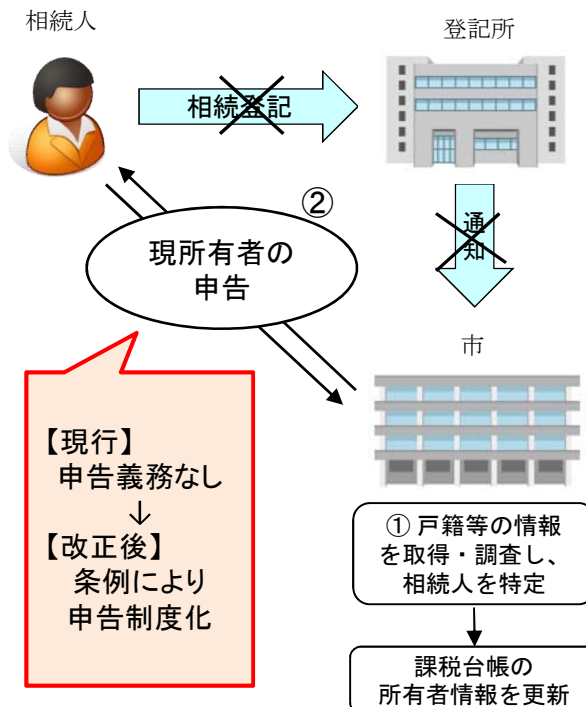 相続人
登記所
相続登記
通
知
②
現所有者の
申告
市
【現行】
申告義務なし
↓
【改正後】
条例により
申告制度化
① 戸籍等の情報
を取得・調査し、
相続人を特定
課税台帳の
所有者情報を更新